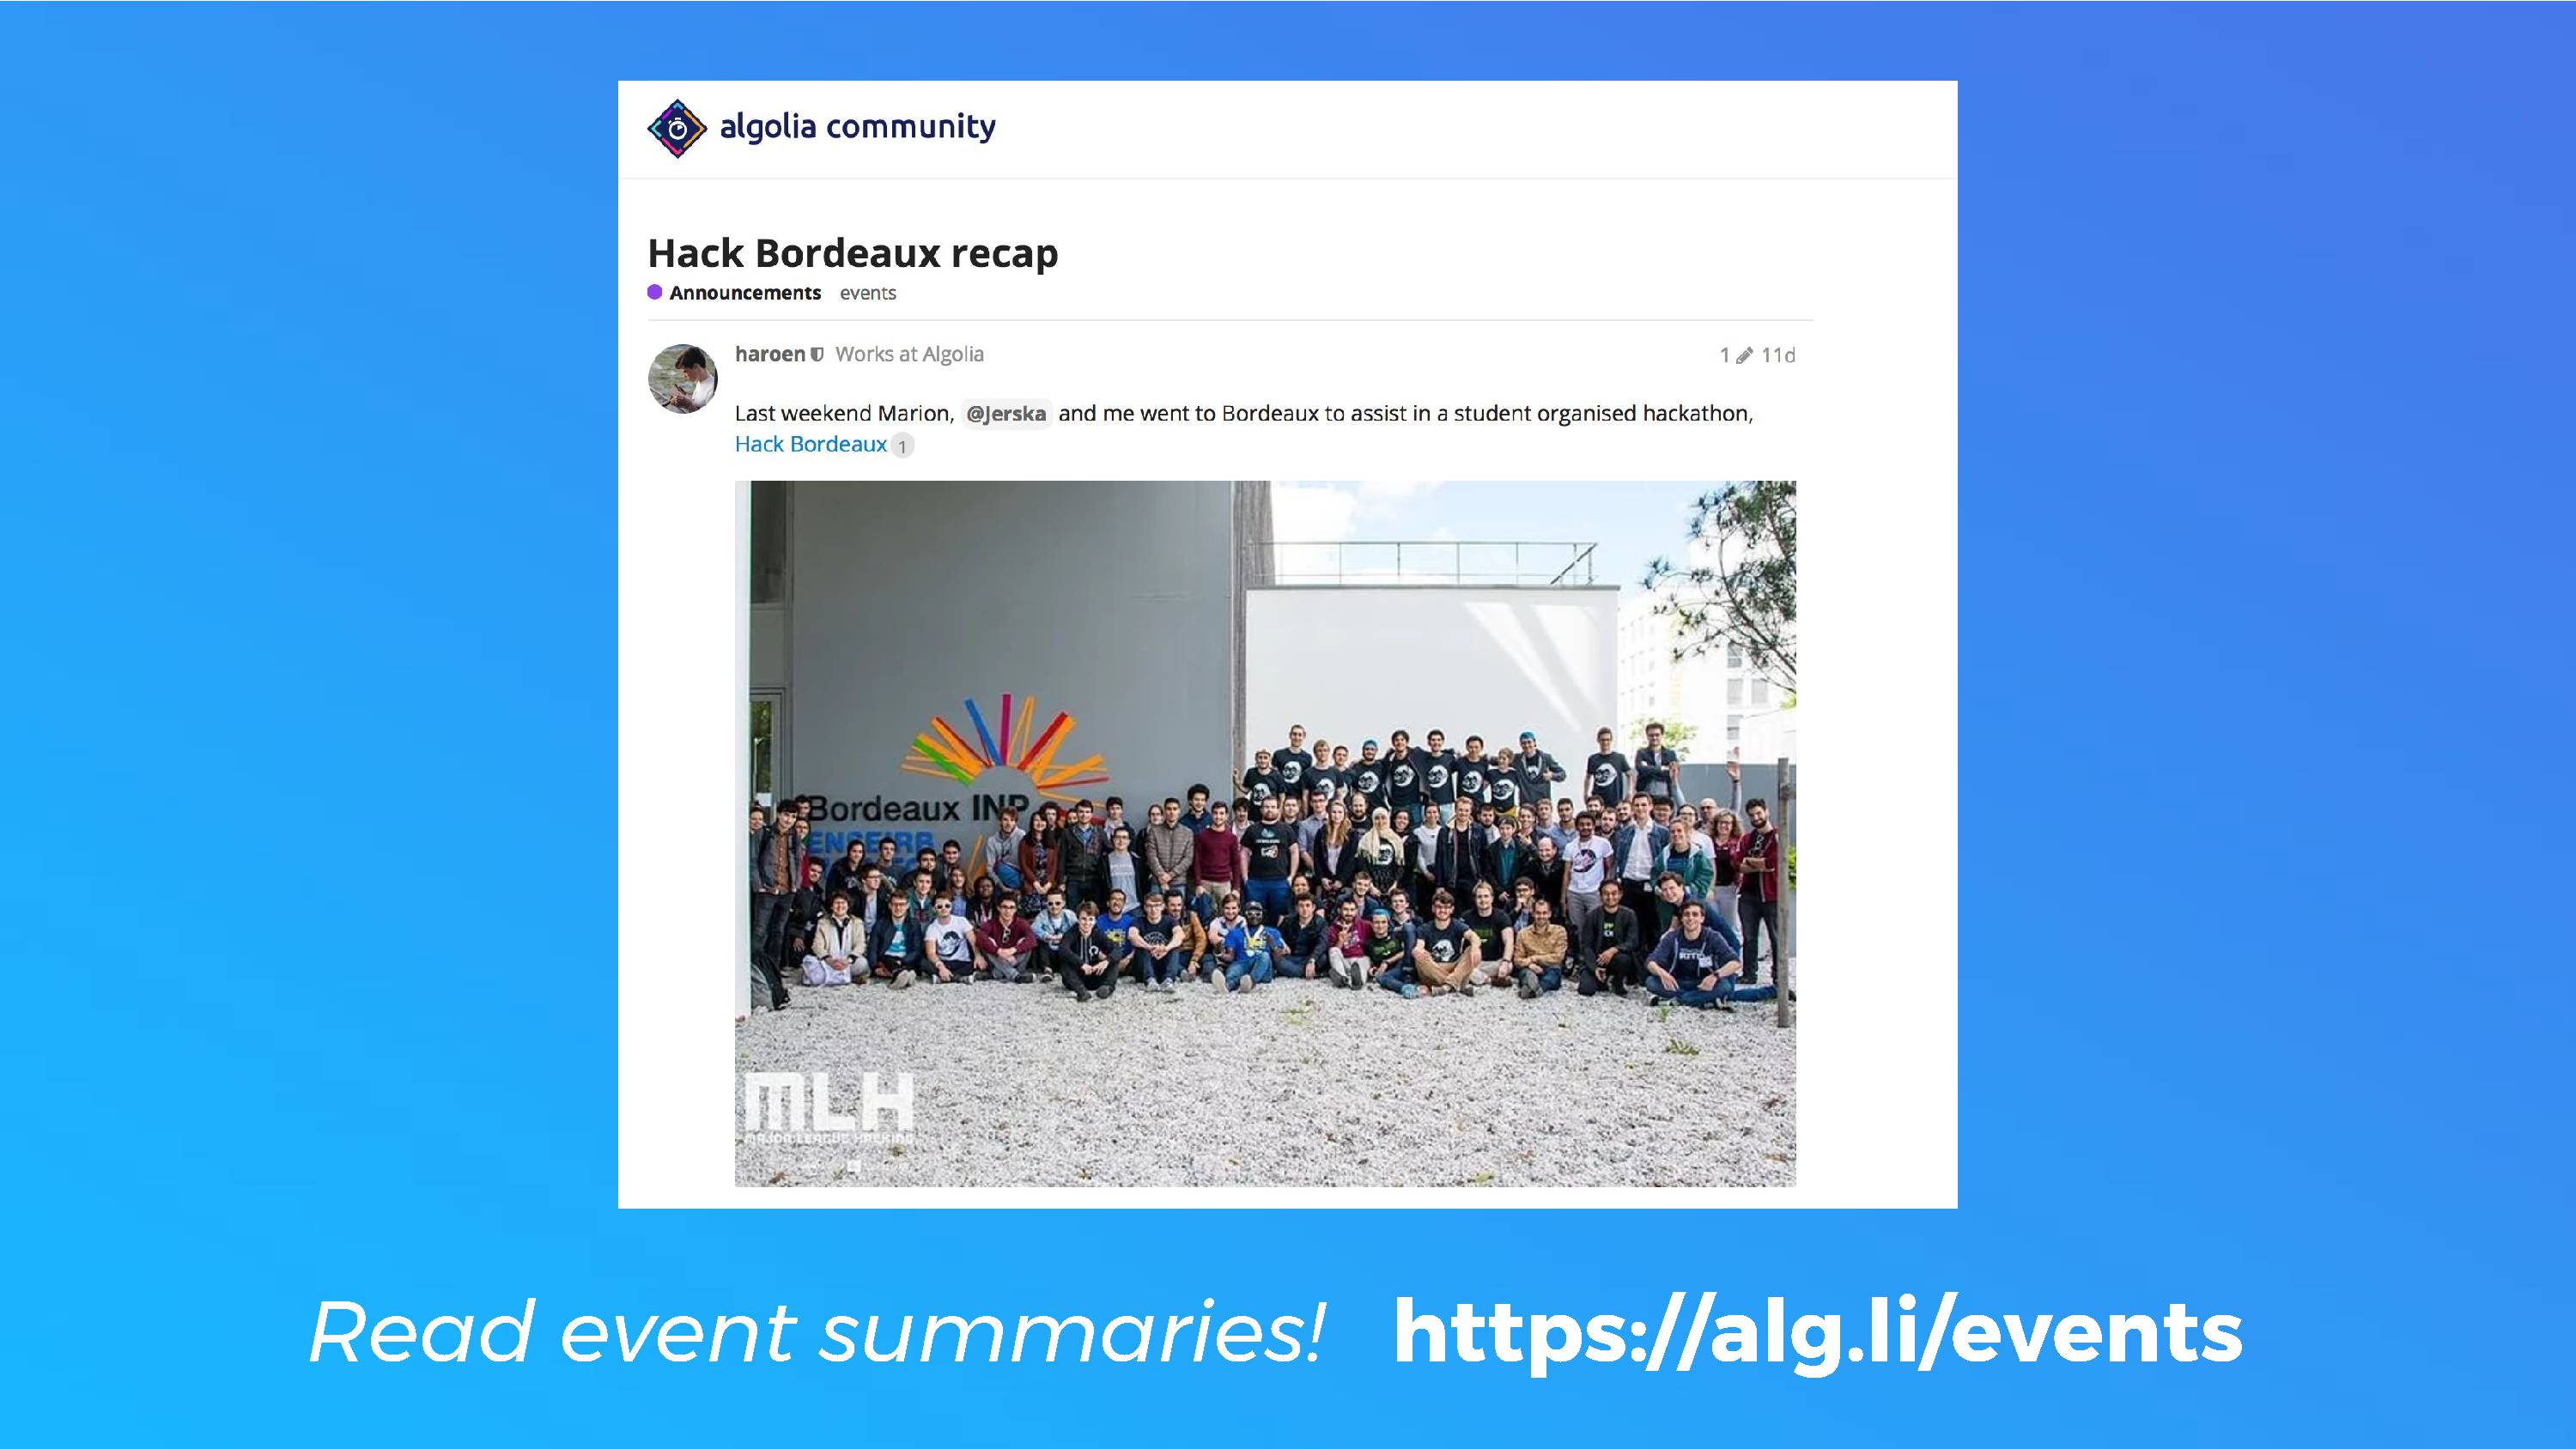 algolia community
Hack Bordeaux recap
Announcements events
haroen Works at Algolia 1 11d
Last weekend Marion, @Jerska and me went to Bordeaux to assist in a student organised hackathon,
Hack Bordeaux 1
Bordeaux INP
ENSEIRB
MLH
MAJOR LEAGUE HACKING
Read event summaries! https://alg.li/events